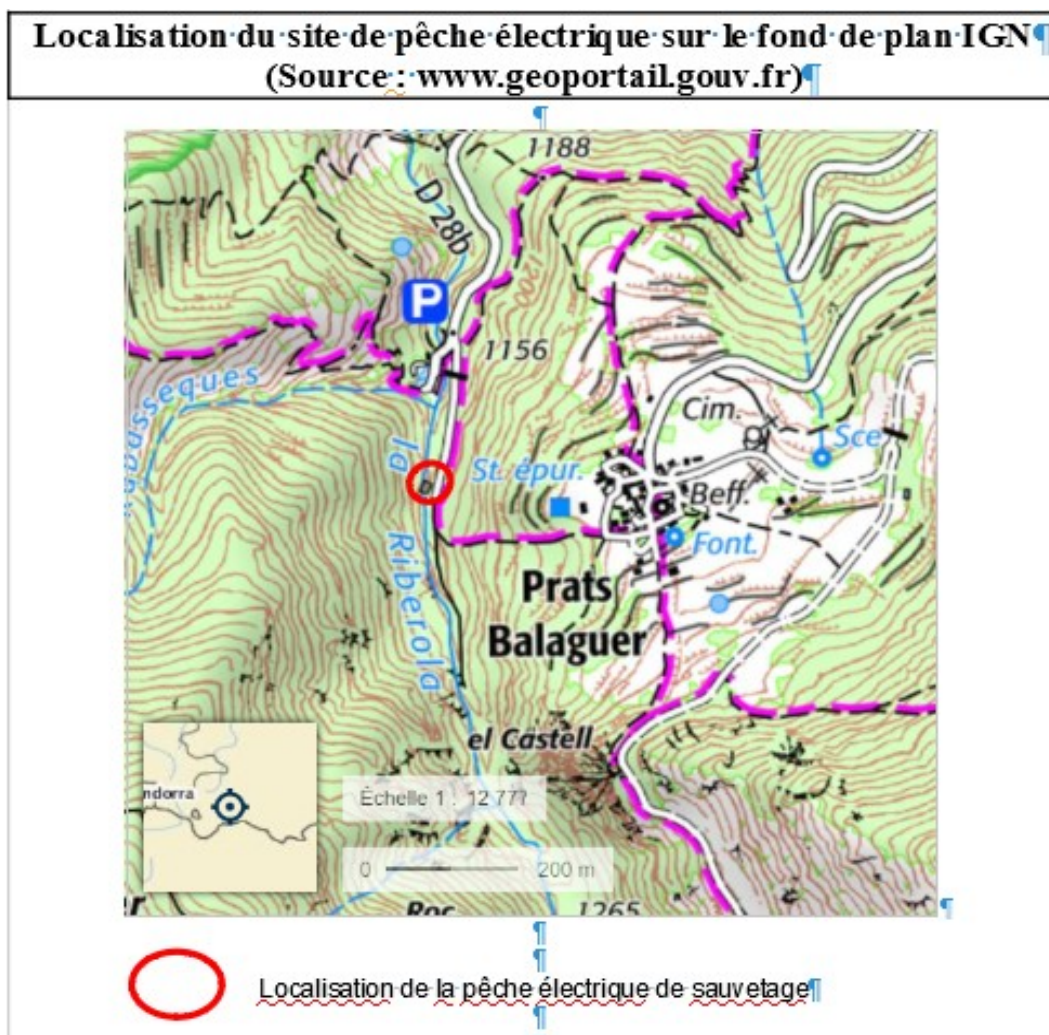 Localisation du site de pêche électrique sur le fond de plan IGN¶
(Source : www.geoportail.gouv.fr)¶
¶
1188
D 28b
1200
P
1156
Cim.
Sce
la Riberola
St. épur.
Beff.
Font.
Prats
Balaguer
el Castell
ndorra
Échelle 1 : 12 777
0 200 m
Roc
1265
¶
¶
¶
Localisation de la pêche électrique de sauvetage¶
¶